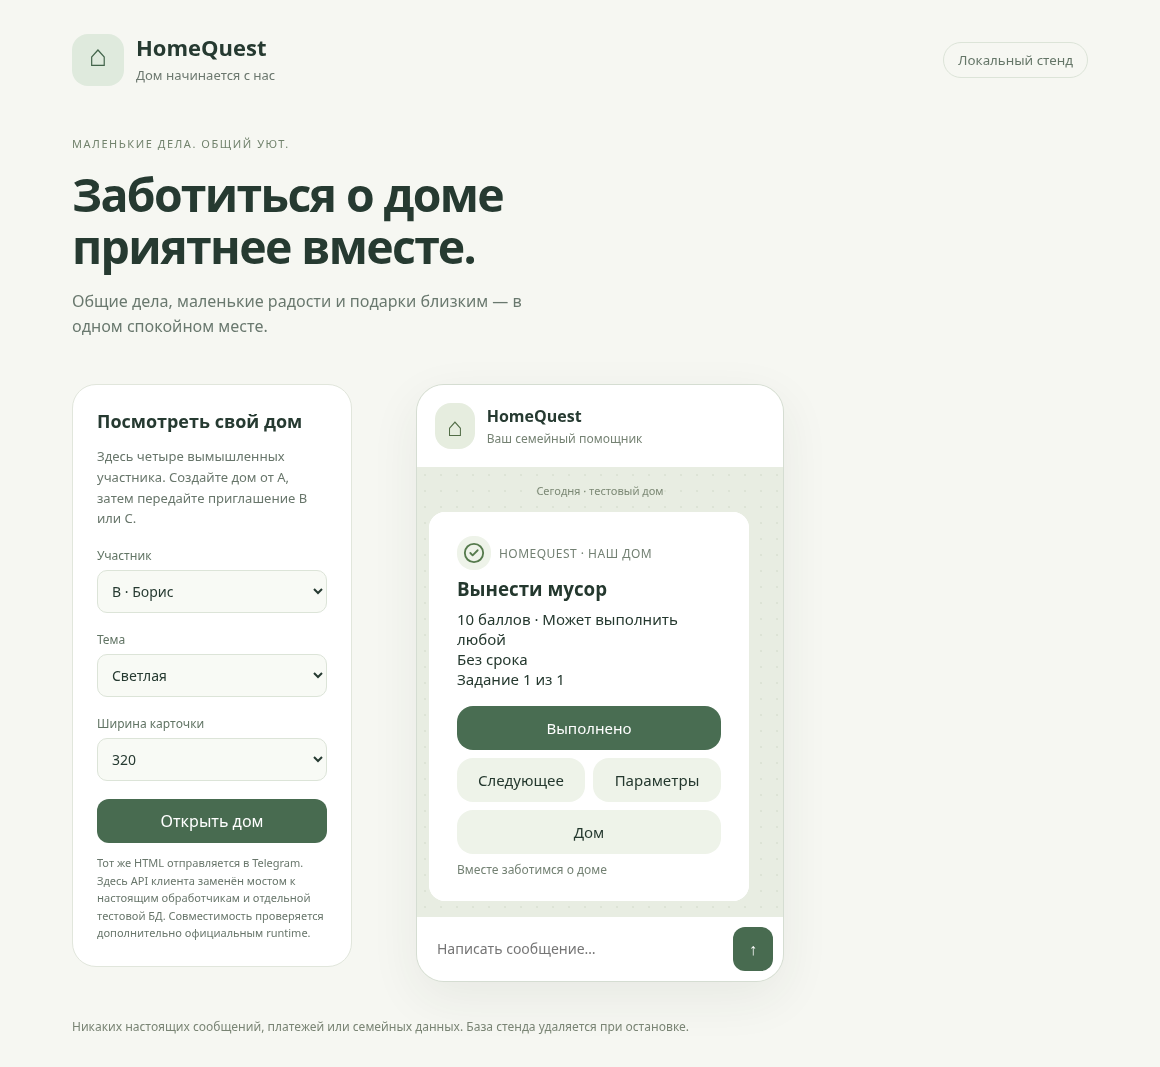 HomeQuest
Дом начинается с нас
Локальный стенд
МАЛЕНЬКИЕ ДЕЛА. ОБЩИЙ УЮТ.
Заботиться о доме
приятнее вместе.
Общие дела, маленькие радости и подарки близким — в
одном спокойном месте.
Посмотреть свой дом
Здесь четыре вымышленных
участника. Создайте дом от A,
затем передайте приглашение B
или C.
Участник
B · Борис
Тема
Светлая
Ширина карточки
320
Открыть дом
Тот же HTML отправляется в Telegram.
Здесь API клиента заменён мостом к
настоящим обработчикам и отдельной
тестовой БД. Совместимость проверяется
дополнительно официальным runtime.
HomeQuest
Ваш семейный помощник
Сегодня · тестовый дом
HOMEQUEST · НАШ ДОМ
Вынести мусор
10 баллов · Может выполнить
любой
Без срока
Задание 1 из 1
Выполнено
Следующее
Параметры
Дом
Вместе заботимся о доме
Написать сообщение...
↑
Никаких настоящих сообщений, платежей или семейных данных. База стенда удаляется при остановке.